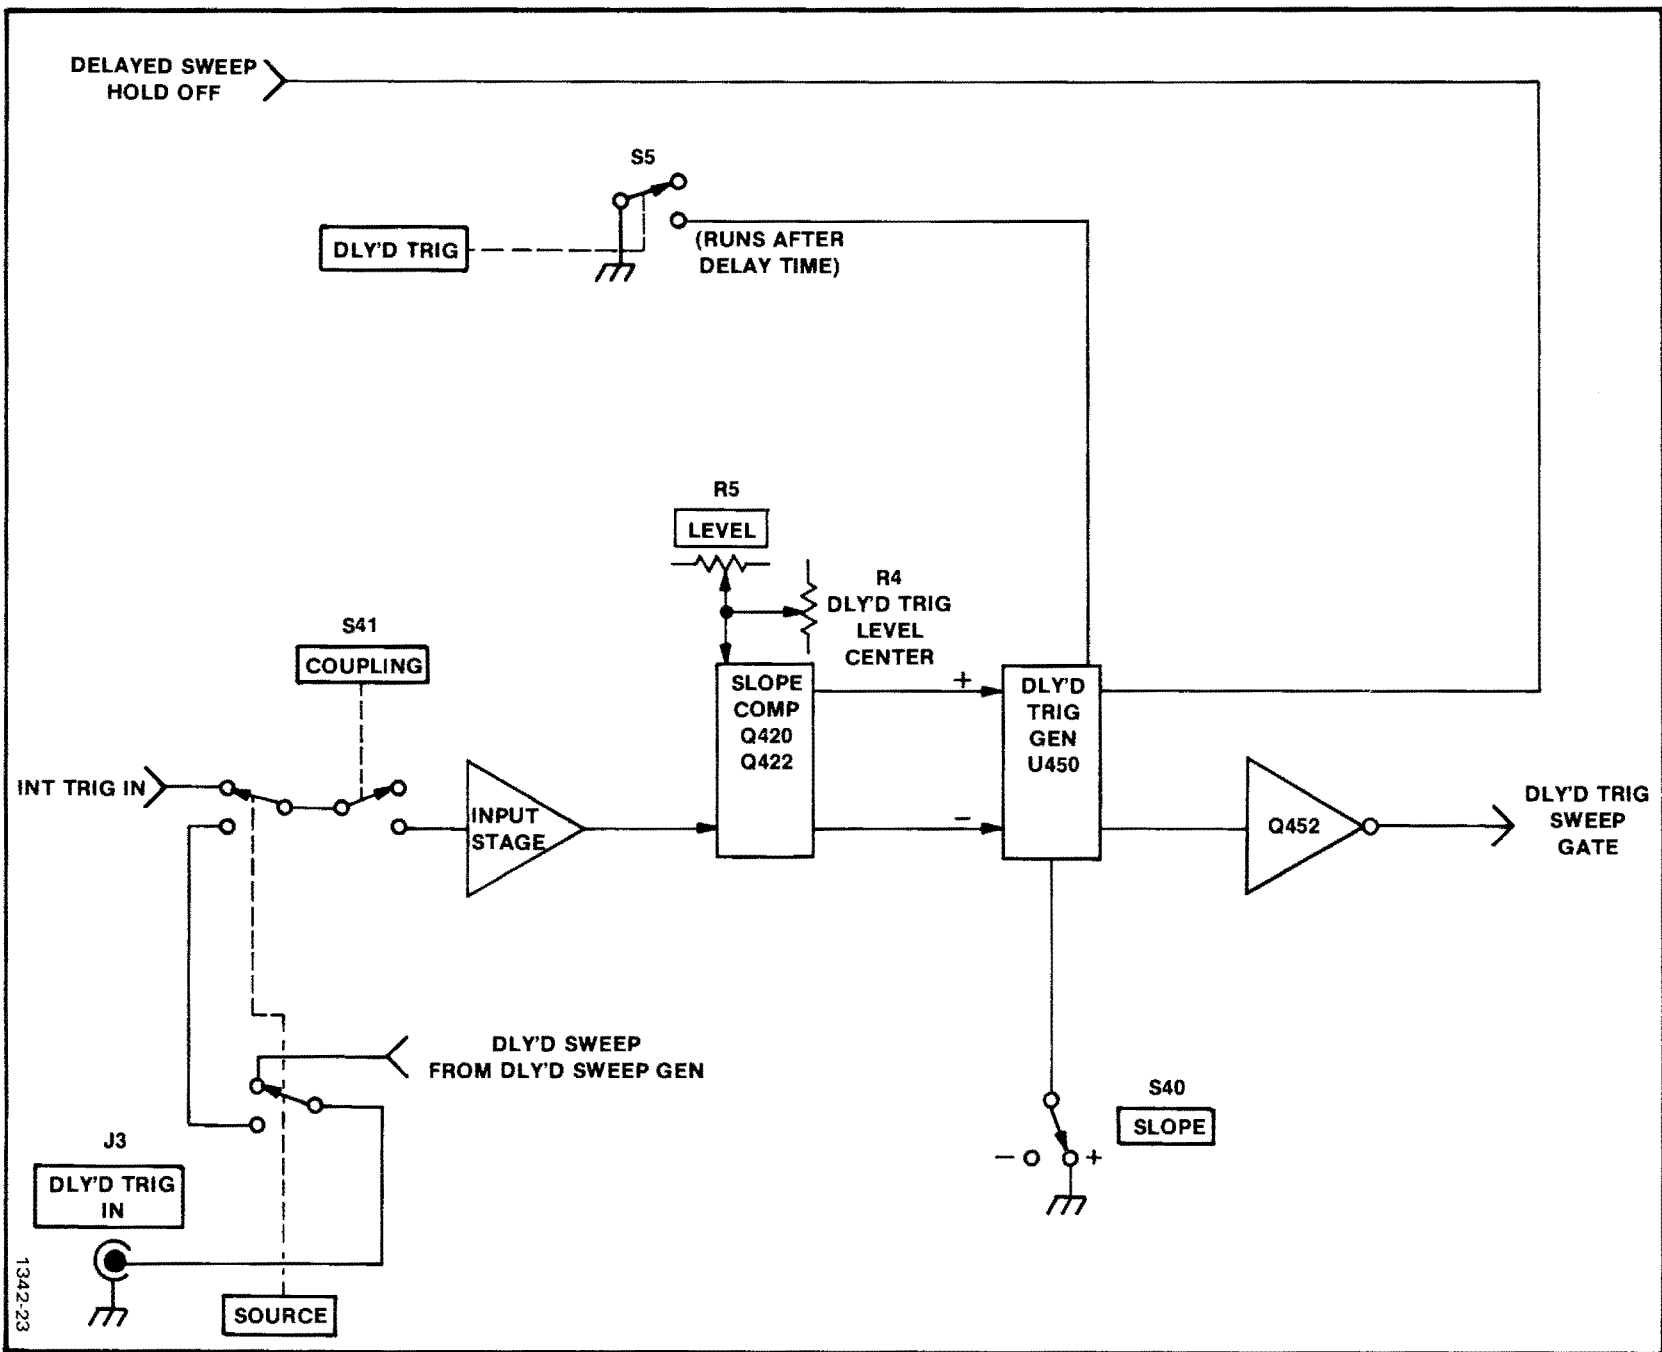 DELAYED SWEEP
HOLD OFF
S5
DLY'D TRIG
(RUNS AFTER
DELAY TIME)
R5
LEVEL
R4
DLY'D TRIG
LEVEL
CENTER
S41
COUPLING
SLOPE
COMP
Q420
Q422
+
−
DLY'D
TRIG
GEN
U450
INT TRIG IN
INPUT
STAGE
Q452
DLY'D TRIG
SWEEP
GATE
DLY'D SWEEP
FROM DLY'D SWEEP GEN
S40
SLOPE
− +
J3
DLY'D TRIG
IN
SOURCE
1342-23